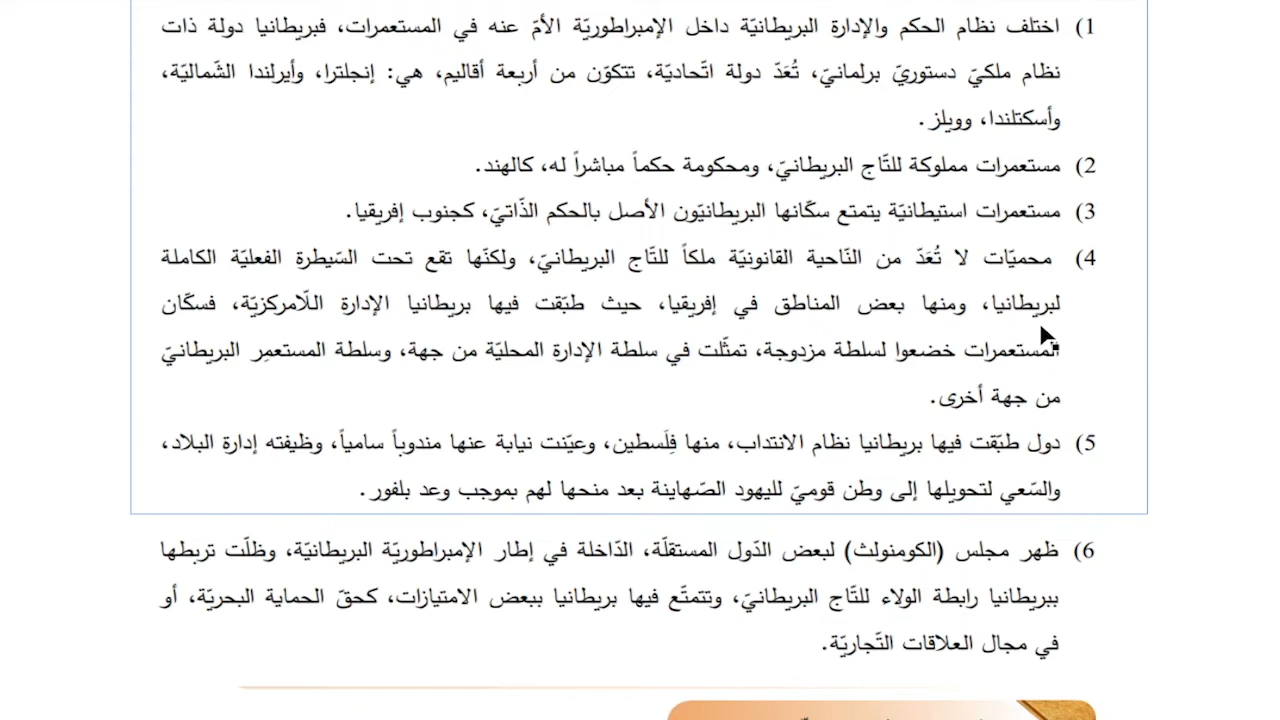 1) اختلف نظام الحكم والإدارة البريطانيّة داخل الإمبراطوريّة الأمّ عنه في المستعمرات، فبريطانيا دولة ذات
نظام ملكيّ دستوريّ برلمانيّ، تُعَدّ دولة اتّحاديّة، تتكوّن من أربعة أقاليم، هي: إنجلترا، وأيرلندا الشّماليّة،
وأسكتلندا، وويلز.
2) مستعمرات مملوكة للتّاج البريطانيّ، ومحكومة حكماً مباشراً له، كالهند.
3) مستعمرات استيطانيّة يتمتع سكّانها البريطانيّون الأصل بالحكم الذّاتيّ، كجنوب إفريقيا.
4) محميّات لا تُعَدّ من النّاحية القانونيّة ملكاً للتّاج البريطانيّ، ولكنّها تقع تحت السّيطرة الفعليّة الكاملة
لبريطانيا، ومنها بعض المناطق في إفريقيا، حيث طبّقت فيها بريطانيا الإدارة اللّامركزيّة، فسكّان
المستعمرات خضعوا لسلطة مزدوجة، تمثّلت في سلطة الإدارة المحليّة من جهة، وسلطة المستعمِر البريطانيّ
من جهة أخرى.
5) دول طبّقت فيها بريطانيا نظام الانتداب، منها فِلَسطين، وعيّنت نيابة عنها مندوباً سامياً، وظيفته إدارة البلاد،
والسّعي لتحويلها إلى وطن قوميّ لليهود الصّهاينة بعد منحها لهم بموجب وعد بلفور.
6) ظهر مجلس (الكومنولث) لبعض الدّول المستقلّة، الدّاخلة في إطار الإمبراطوريّة البريطانيّة، وظلّت تربطها
ببريطانيا رابطة الولاء للتّاج البريطانيّ، وتتمتّع فيها بريطانيا ببعض الامتيازات، كحقّ الحماية البحريّة، أو
في مجال العلاقات التّجاريّة.